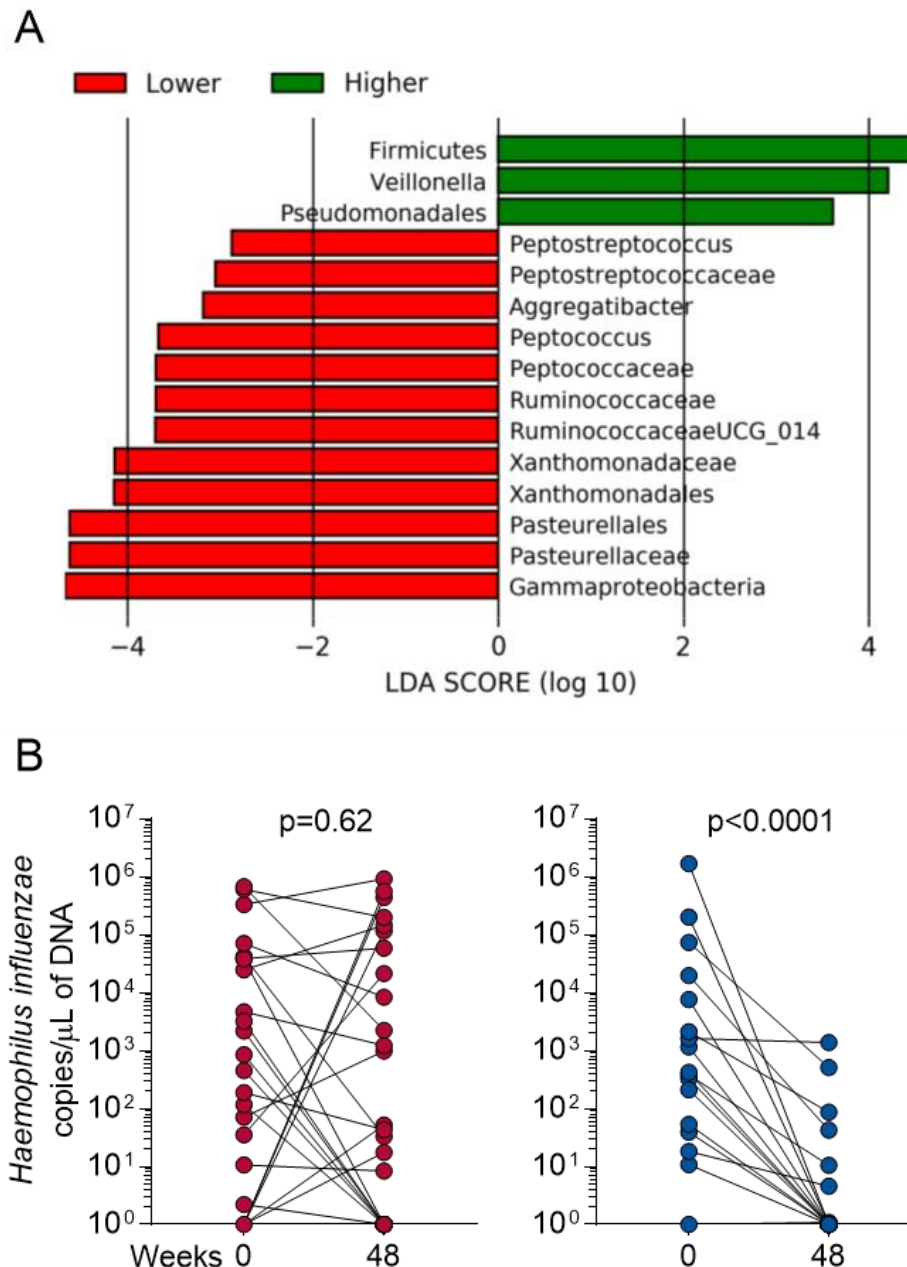 A
Lower Higher
Firmicutes
Veillonella
Pseudomonadales
Peptostreptococcus
Peptostreptococcaceae
Aggregatibacter
Peptococcus
Peptococcaceae
Ruminococcaceae
RuminococcaceaeUCG_014
Xanthomonadaceae
Xanthomonadales
Pasteurellales
Pasteurellaceae
Gammaproteobacteria
−4 −2 0 2 4
LDA SCORE (log 10)
B
Haemophilus influenzae
copies/μL of DNA
p=0.62
10⁷
10⁶
10⁵
10⁴
10³
10²
10¹
10⁰
Weeks 0 48
p<0.0001
10⁷
10⁶
10⁵
10⁴
10³
10²
10¹
10⁰
0 48